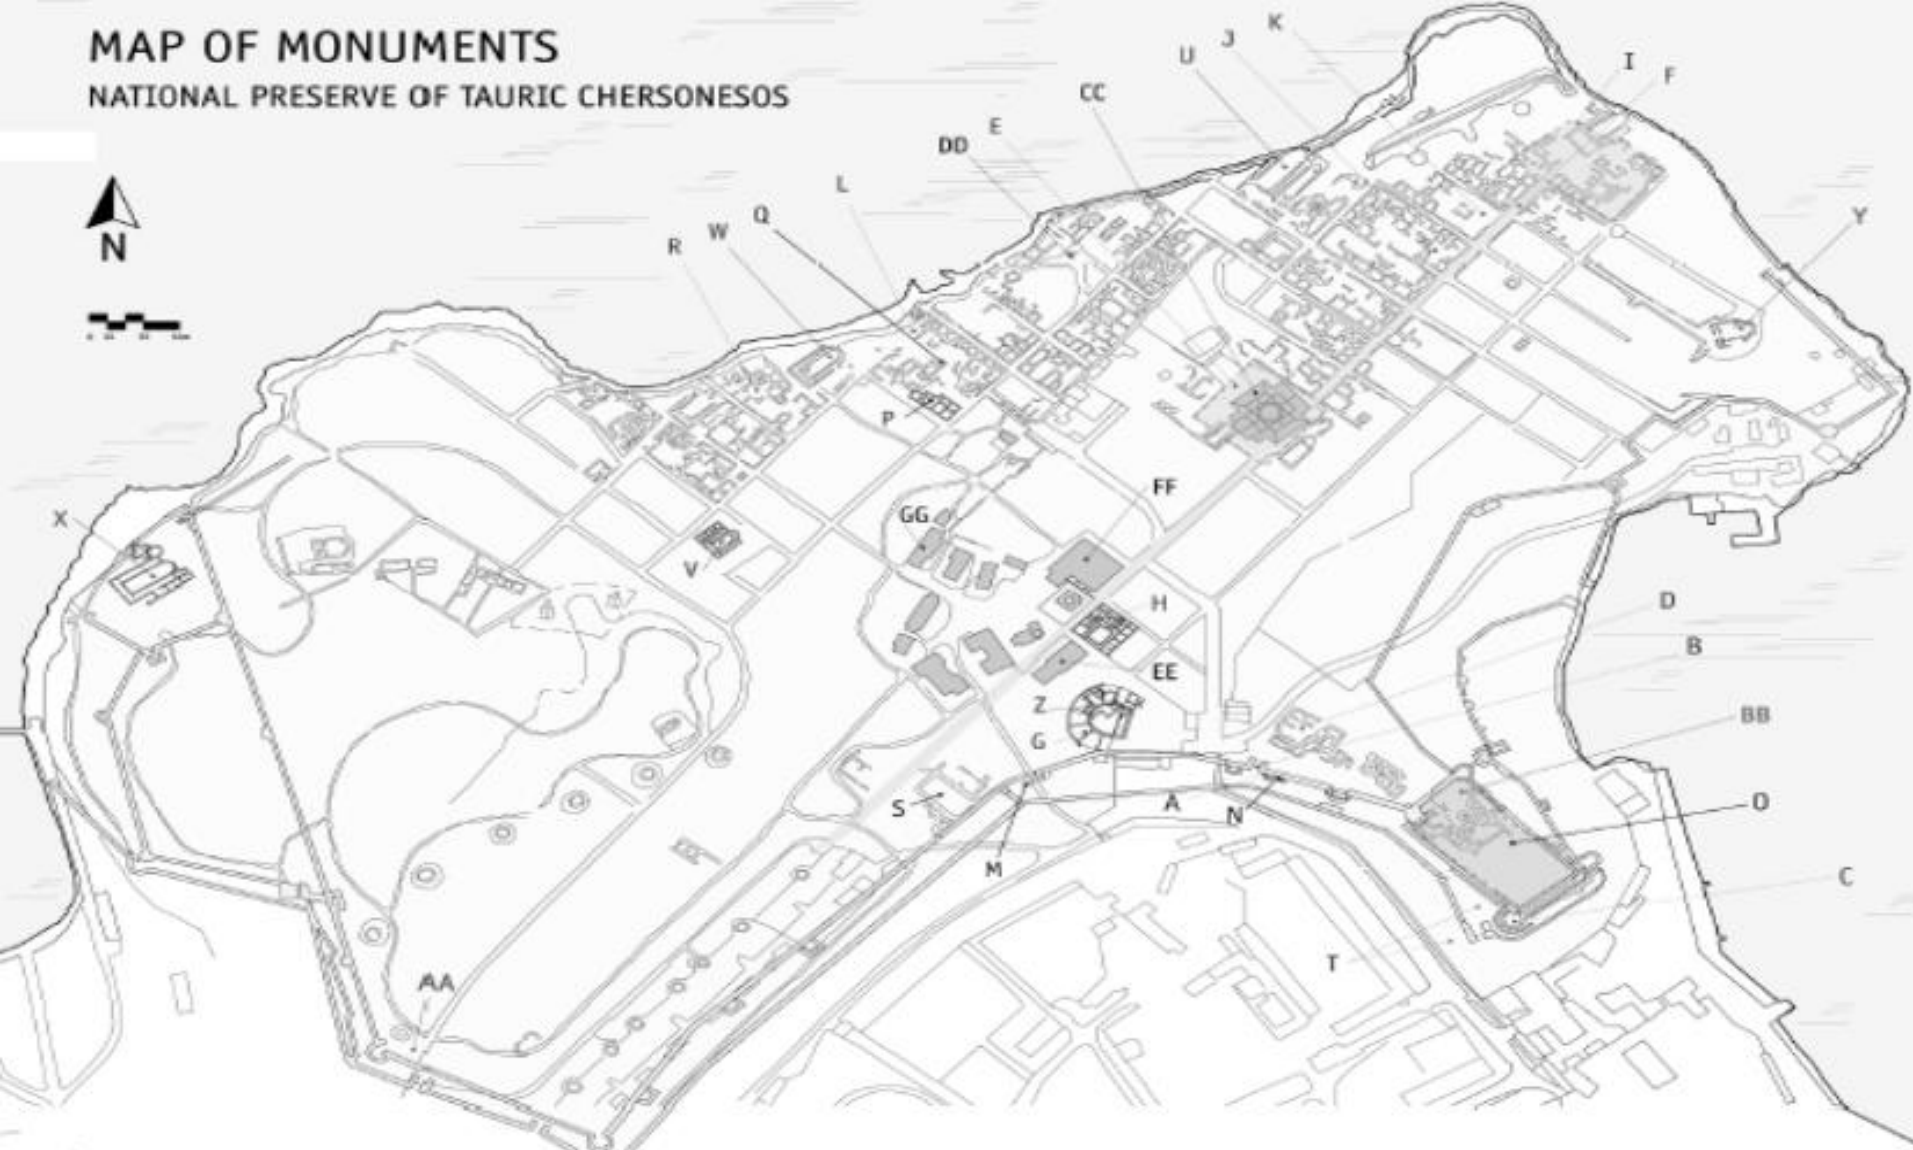 MAP OF MONUMENTS
NATIONAL PRESERVE OF TAURIC CHERSONESOS
N
K
J
U
I
F
CC
E
DD
L
Q
W
R
Y
P
FF
GG
X
V
H
D
B
EE
Z
G
BB
S
A
N
O
M
C
T
AA